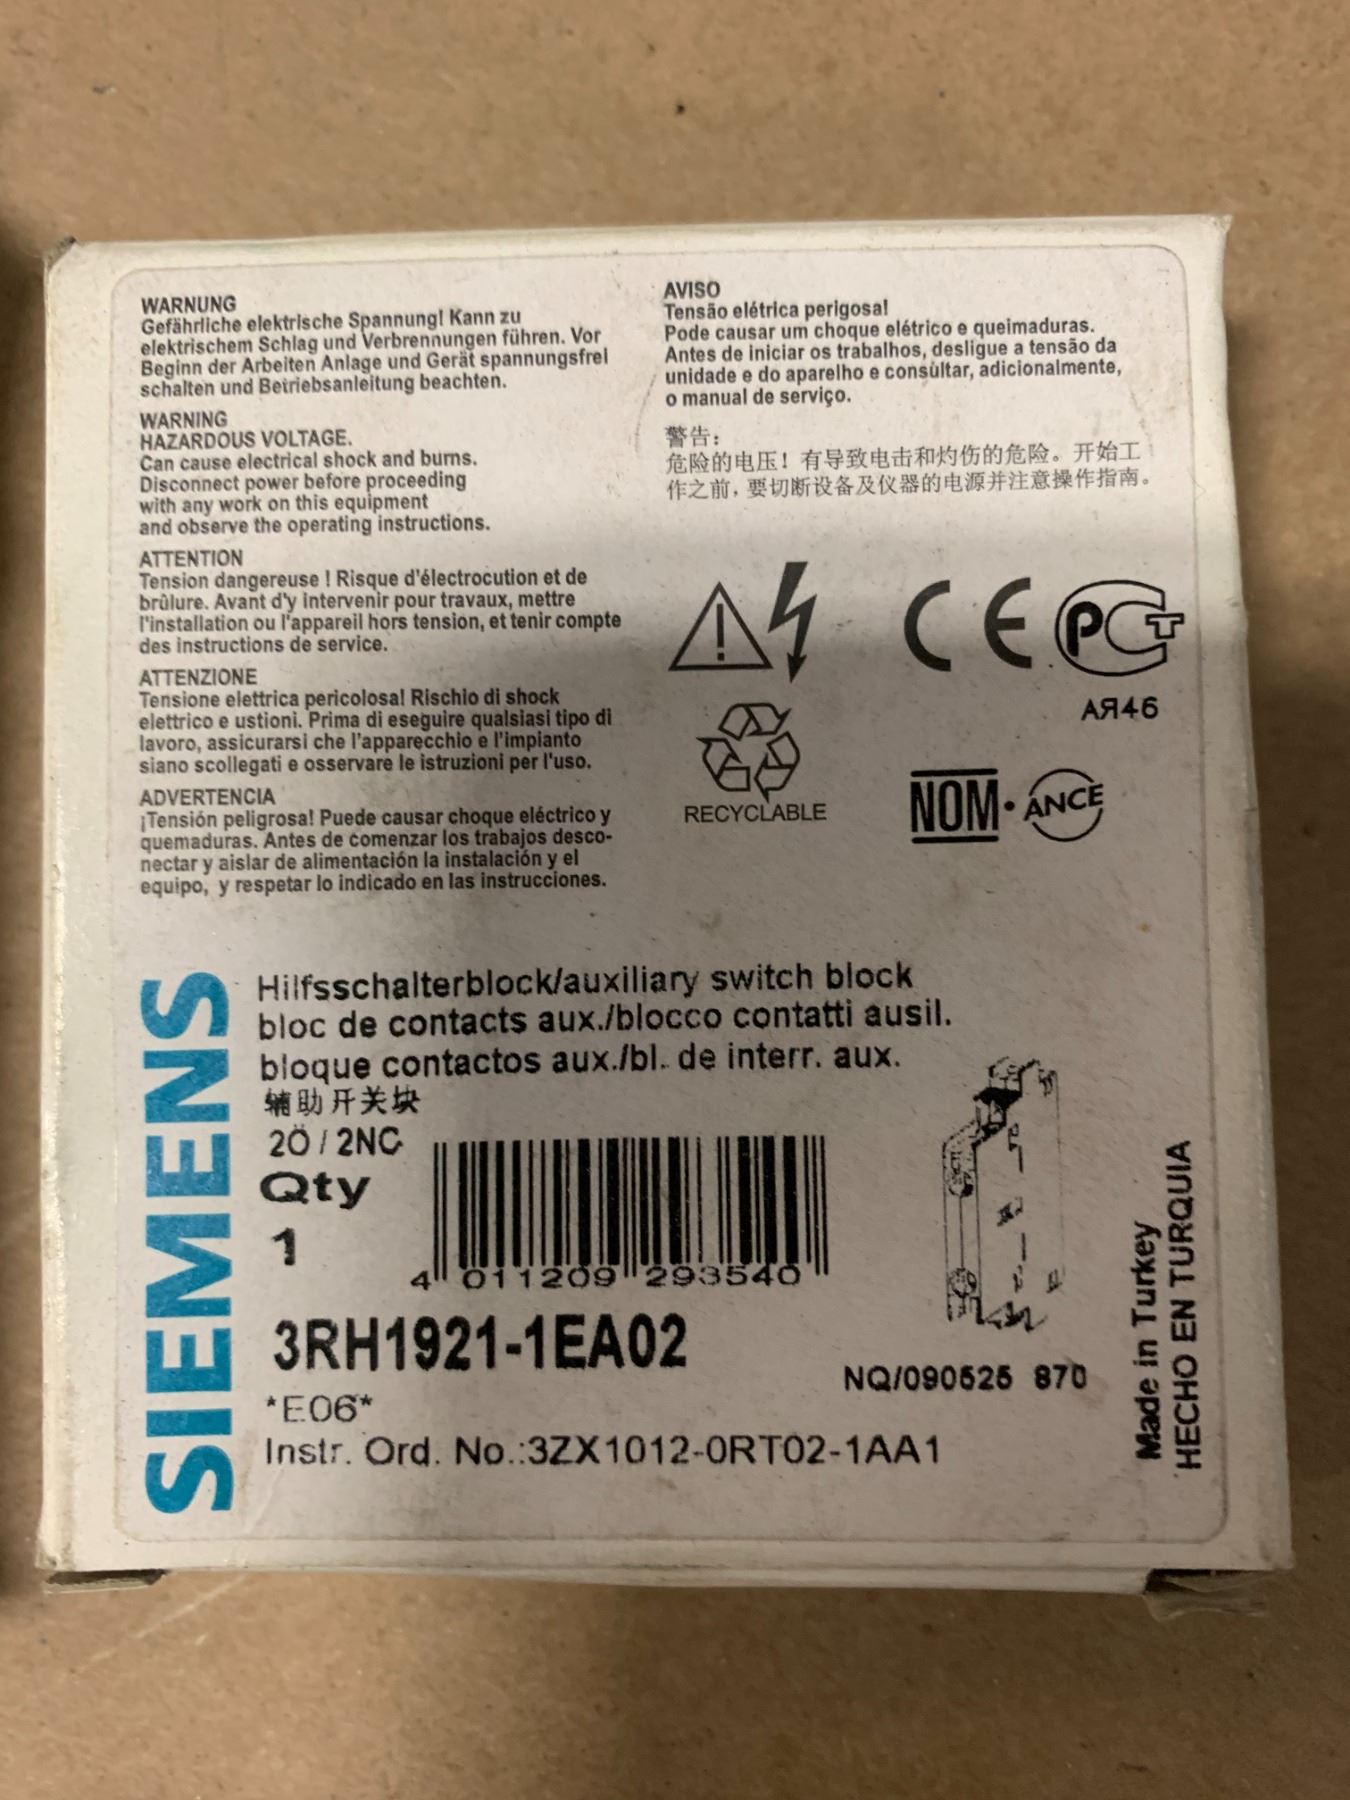 WARNUNG
Gefährliche elektrische Spannung! Kann zu
elektrischem Schlag und Verbrennungen führen. Vor
Beginn der Arbeiten Anlage und Gerät spannungsfrei
schalten und Betriebsanleitung beachten.
WARNING
HAZARDOUS VOLTAGE.
Can cause electrical shock and burns.
Disconnect power before proceeding
with any work on this equipment
and observe the operating instructions.
ATTENTION
Tension dangereuse ! Risque d'électrocution et de
brûlure. Avant d'y intervenir pour travaux, mettre
l'installation ou l'appareil hors tension, et tenir compte
des instructions de service.
ATTENZIONE
Tensione elettrica pericolosa! Rischio di shock
elettrico e ustioni. Prima di eseguire qualsiasi tipo di
lavoro, assicurarsi che l'apparecchio e l'impianto
siano scollegati e osservare le istruzioni per l'uso.
ADVERTENCIA
¡Tensión peligrosa! Puede causar choque eléctrico y
quemaduras. Antes de comenzar los trabajos desco-
nectar y aislar de alimentación la instalación y el
equipo, y respetar lo indicado en las instrucciones.
AVISO
Tensão elétrica perigosa!
Pode causar um choque elétrico e queimaduras.
Antes de iniciar os trabalhos, desligue a tensão da
unidade e do aparelho e consultar, adicionalmente,
o manual de serviço.
警告：
危险的电压！有导致电击和灼伤的危险。开始工
作之前，要切断设备及仪器的电源并注意操作指南。
CE PCT
АЯ46
RECYCLABLE
NOM·ANCE
SIEMENS
Hilfsschalterblock/auxiliary switch block
bloc de contacts aux./blocco contatti ausil.
bloque contactos aux./bl. de interr. aux.
辅助开关块
2Ö / 2NC
Qty
1
4 011209 293540
3RH1921-1EA02
*E06*
NQ/090525 870
Instr. Ord. No.:3ZX1012-0RT02-1AA1
Made in Turkey
HECHO EN TURQUIA